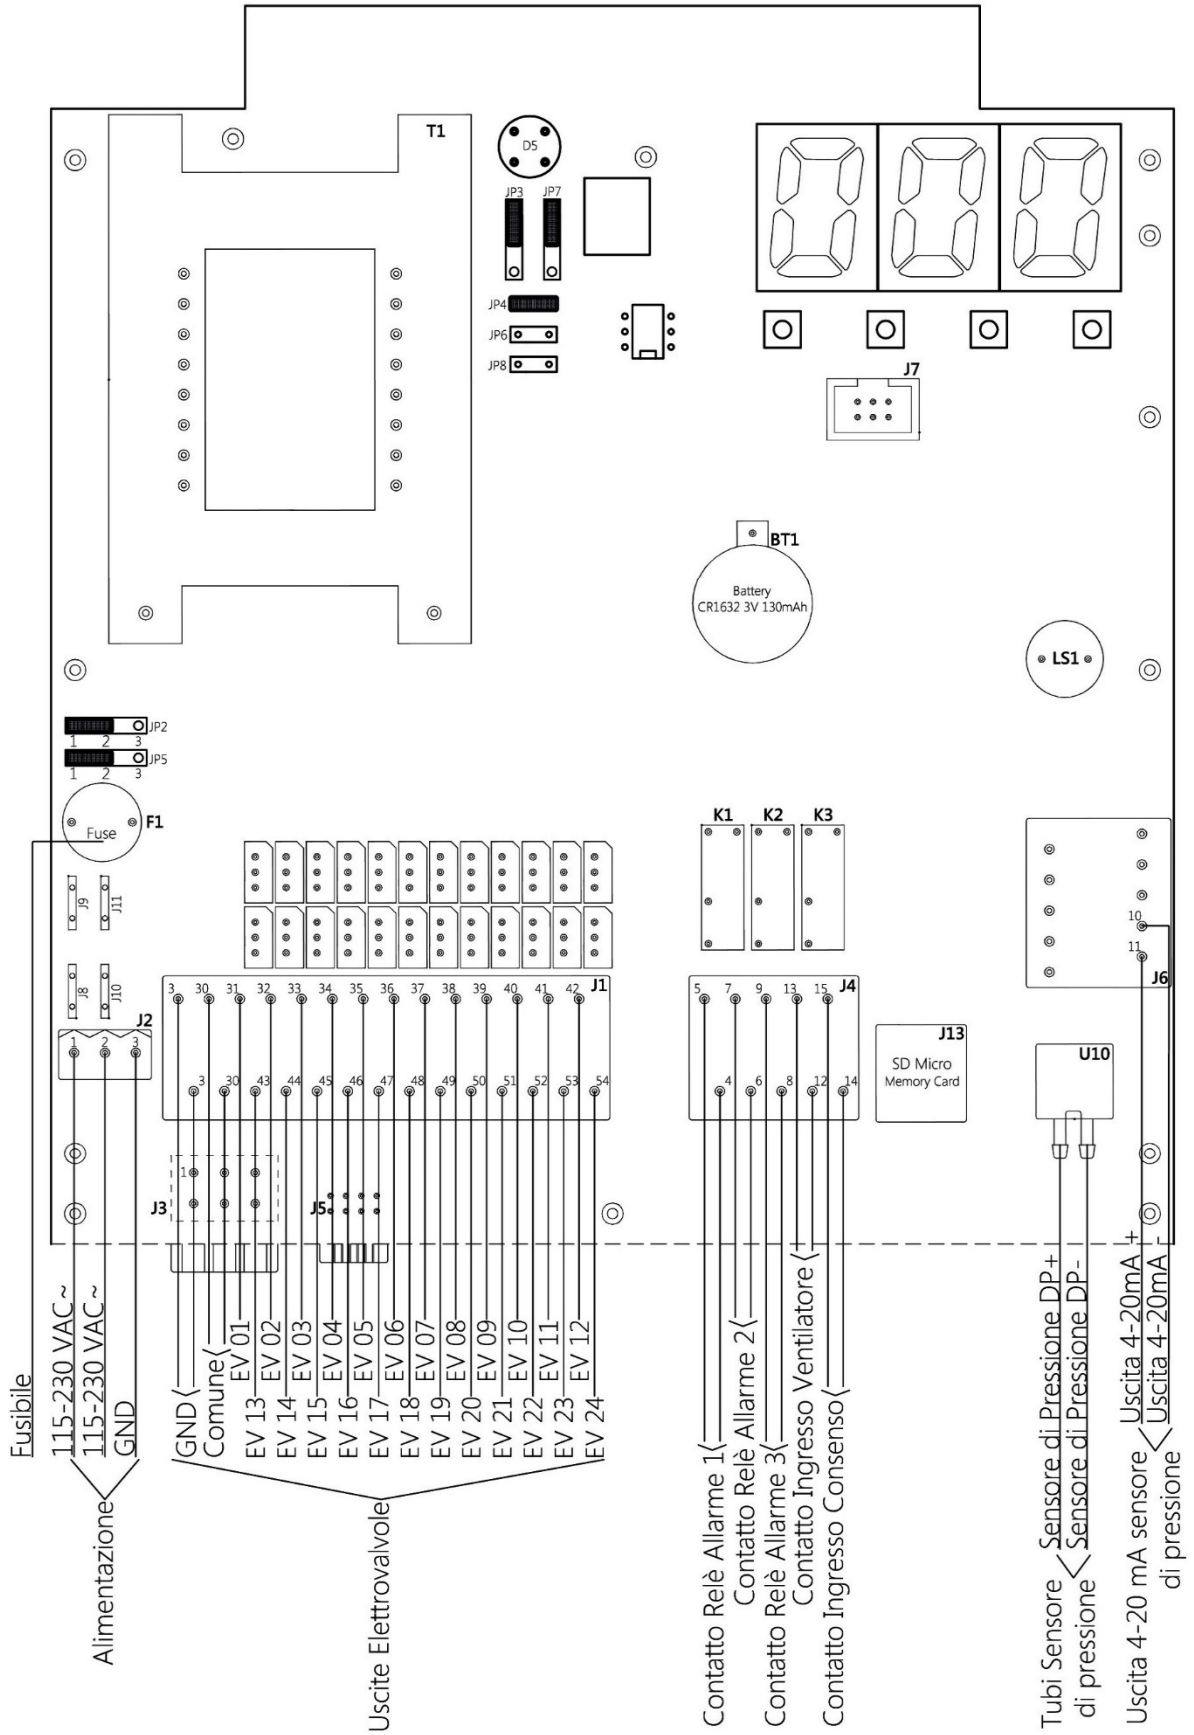 T1
D5
JP3
JP7
JP4
JP6
JP8
J7
BT1
Battery
CR1632 3V 130mAh
LS1
JP2
1 2 3
JP5
1 2 3
F1
Fuse
K1 K2 K3
J9
J11
J8
J10
J2
1 2 3
J1
3 30 31 32 33 34 35 36 37 38 39 40 41 42
3 30 43 44 45 46 47 48 49 50 51 52 53 54
J4
5 7 9 13 15
4 6 8 12 14
J13
SD Micro
Memory Card
10
11
J6
U10
1
J3
J5
Fusibile
115-230 VAC~
115-230 VAC~
GND
Alimentazione
GND
Comune
EV 01
EV 02
EV 03
EV 04
EV 05
EV 06
EV 07
EV 08
EV 09
EV 10
EV 11
EV 12
EV 13
EV 14
EV 15
EV 16
EV 17
EV 18
EV 19
EV 20
EV 21
EV 22
EV 23
EV 24
Uscite Elettrovalvole
Contatto Relè Allarme 1
Contatto Relè Allarme 2
Contatto Relè Allarme 3
Contatto Ingresso Ventilatore
Contatto Ingresso Consenso
Sensore di Pressione DP+
Sensore di Pressione DP-
Tubi Sensore
di pressione
Uscita 4-20mA +
Uscita 4-20mA -
Uscita 4-20 mA sensore
di pressione